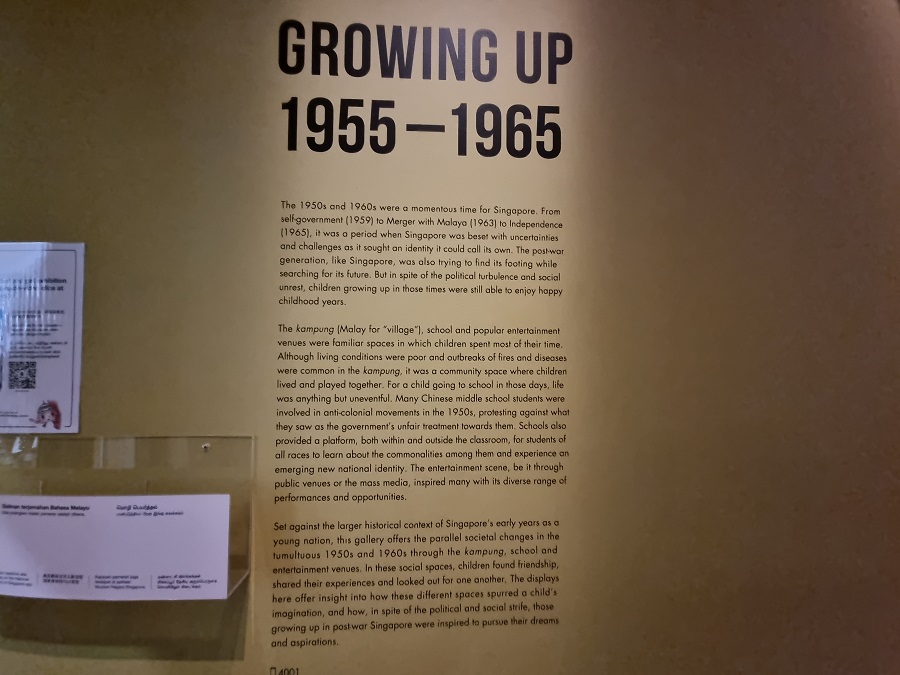 GROWING UP
1955–1965
The 1950s and 1960s were a momentous time for Singapore. From
self-government (1959) to Merger with Malaya (1963) to Independence
(1965), it was a period when Singapore was beset with uncertainties
and challenges as it sought an identity it could call its own. The post-war
generation, like Singapore, was also trying to find its footing while
searching for its future. But in spite of the political turbulence and social
unrest, children growing up in those times were still able to enjoy happy
childhood years.
The kampung (Malay for "village"), school and popular entertainment
venues were familiar spaces in which children spent most of their time.
Although living conditions were poor and outbreaks of fires and diseases
were common in the kampung, it was a community space where children
lived and played together. For a child going to school in those days, life
was anything but uneventful. Many Chinese middle school students were
involved in anti-colonial movements in the 1950s, protesting against what
they saw as the government's unfair treatment towards them. Schools also
provided a platform, both within and outside the classroom, for students of
all races to learn about the commonalities among them and experience an
emerging new national identity. The entertainment scene, be it through
public venues or the mass media, inspired many with its diverse range of
performances and opportunities.
Set against the larger historical context of Singapore's early years as a
young nation, this gallery offers the parallel societal changes in the
tumultuous 1950s and 1960s through the kampung, school and
entertainment venues. In these social spaces, children found friendship,
shared their experiences and looked out for one another. The displays
here offer insight into how these different spaces spurred a child's
imagination, and how, in spite of the political and social strife, those
growing up in post-war Singapore were inspired to pursue their dreams
and aspirations.
4001
terjemahan Bahasa Melayu